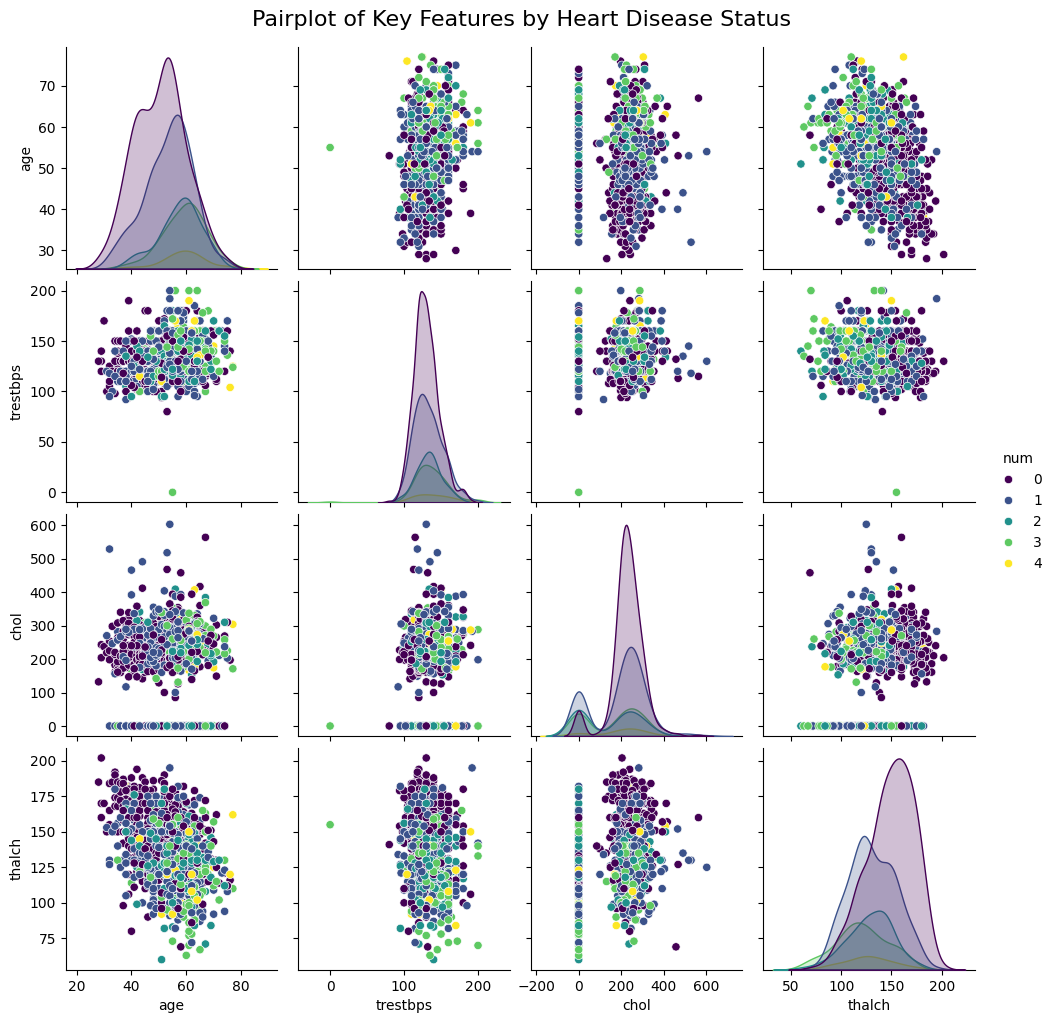 Pairplot of Key Features by Heart Disease Status
age
70
60
50
40
30
trestbps
200
150
100
50
0
num
0
1
2
3
4
chol
600
500
400
300
200
100
0
thalch
200
175
150
125
100
75
20 40 60 80
0 100 200
−200 0 200 400 600
50 100 150 200
age trestbps chol thalch